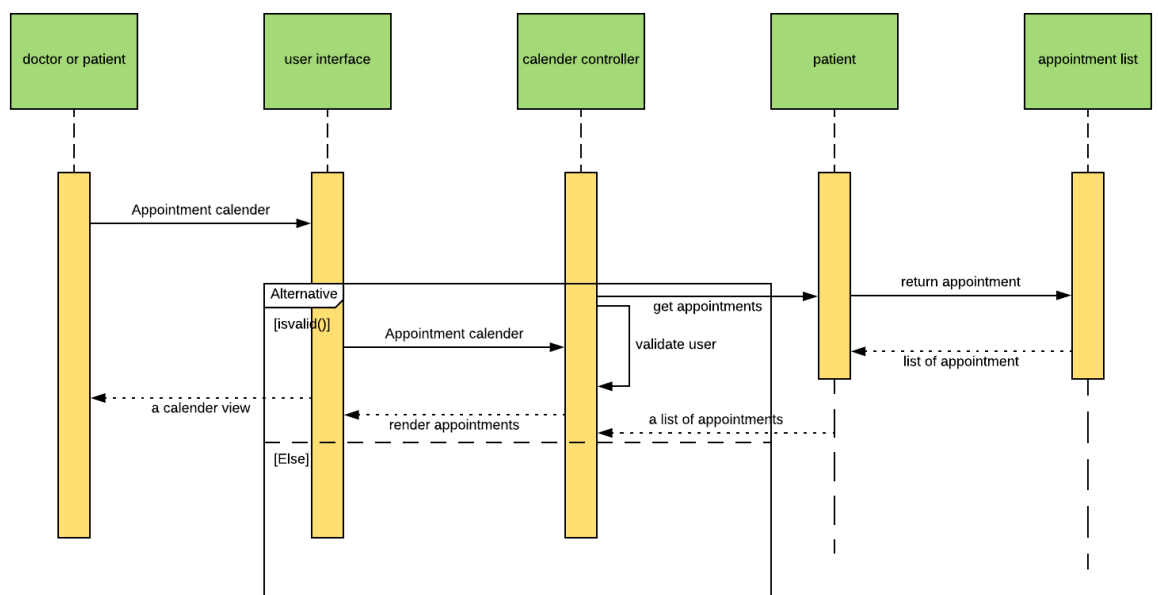 doctor or patient
user interface
calender controller
patient
appointment list
Appointment calender
return appointment
Alternative
get appointments
[isvalid()]
Appointment calender
validate user
list of appointment
a calender view
render appointments
a list of appointments
[Else]